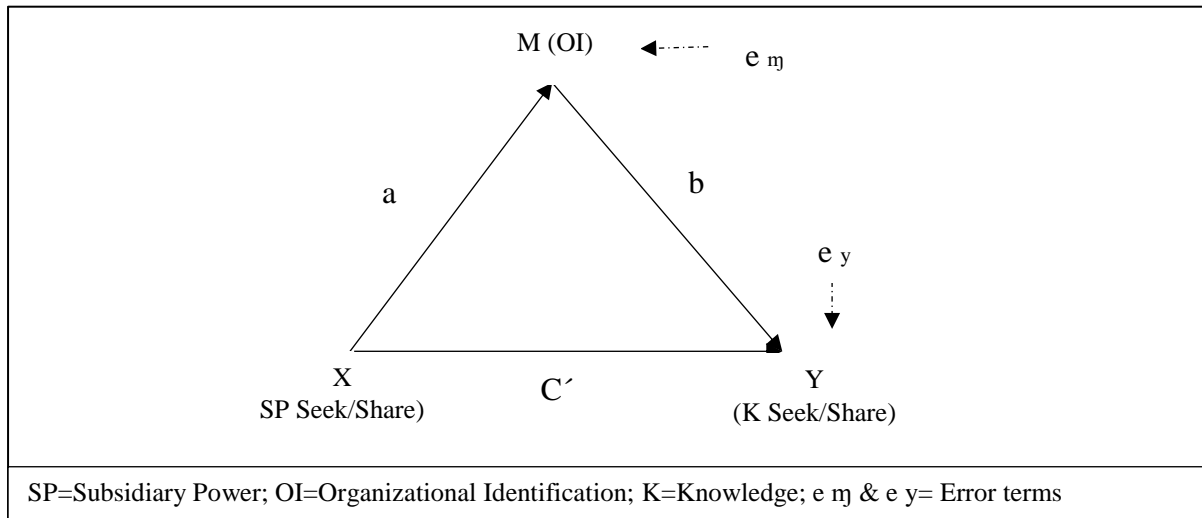 M (OI)
e ɱ
a
b
e y
X
SP Seek/Share)
C´
Y
(K Seek/Share)
SP=Subsidiary Power; OI=Organizational Identification; K=Knowledge; e ɱ & e y= Error terms